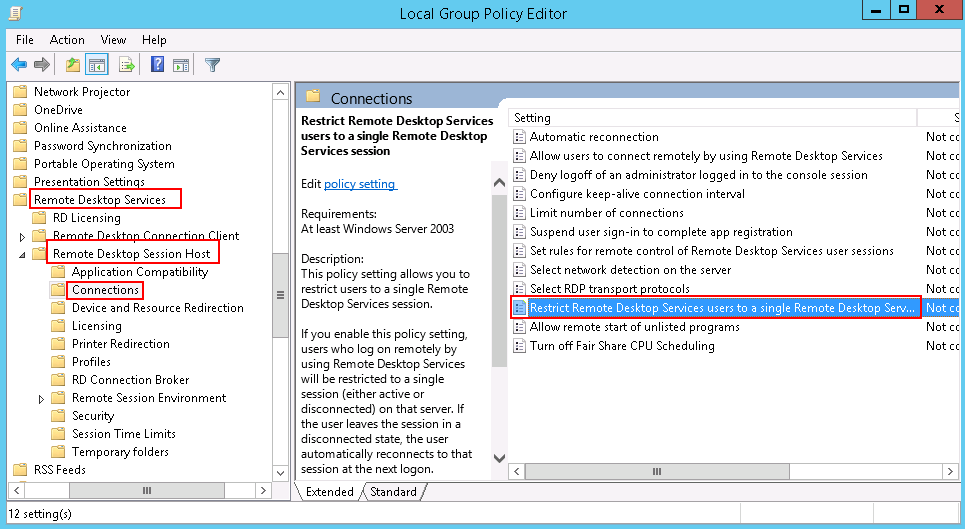 Local Group Policy Editor
File Action View Help
Network Projector
OneDrive
Online Assistance
Password Synchronization
Portable Operating System
Presentation Settings
Remote Desktop Services
RD Licensing
Remote Desktop Connection Client
Remote Desktop Session Host
Application Compatibility
Connections
Device and Resource Redirection
Licensing
Printer Redirection
Profiles
RD Connection Broker
Remote Session Environment
Security
Session Time Limits
Temporary folders
RSS Feeds
Connections
Restrict Remote Desktop Services
users to a single Remote Desktop
Services session
Edit policy setting
Requirements:
At least Windows Server 2003
Description:
This policy setting allows you to
restrict users to a single Remote
Desktop Services session.
If you enable this policy setting,
users who log on remotely by
using Remote Desktop Services
will be restricted to a single
session (either active or
disconnected) on that server. If
the user leaves the session in a
disconnected state, the user
automatically reconnects to that
session at the next logon.
Setting S
Automatic reconnection Not co
Allow users to connect remotely by using Remote Desktop Services Not co
Deny logoff of an administrator logged in to the console session Not co
Configure keep-alive connection interval Not co
Limit number of connections Not co
Suspend user sign-in to complete app registration Not co
Set rules for remote control of Remote Desktop Services user sessions Not co
Select network detection on the server Not co
Select RDP transport protocols Not co
Restrict Remote Desktop Services users to a single Remote Desktop Serv... Not co
Allow remote start of unlisted programs Not co
Turn off Fair Share CPU Scheduling Not co
Extended Standard
12 setting(s)